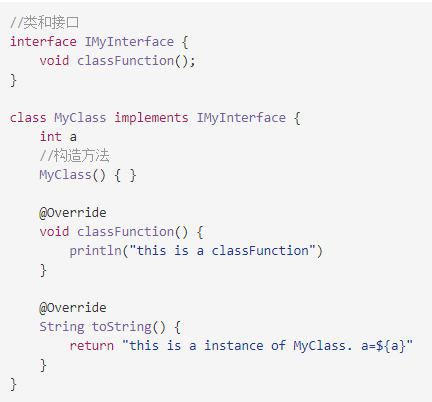 //类和接口
interface IMyInterface {
    void classFunction();
}

class MyClass implements IMyInterface {
    int a
    //构造方法
    MyClass() { }

    @Override
    void classFunction() {
        println("this is a classFunction")
    }

    @Override
    String toString() {
        return "this is a instance of MyClass. a=${a}"
    }
}